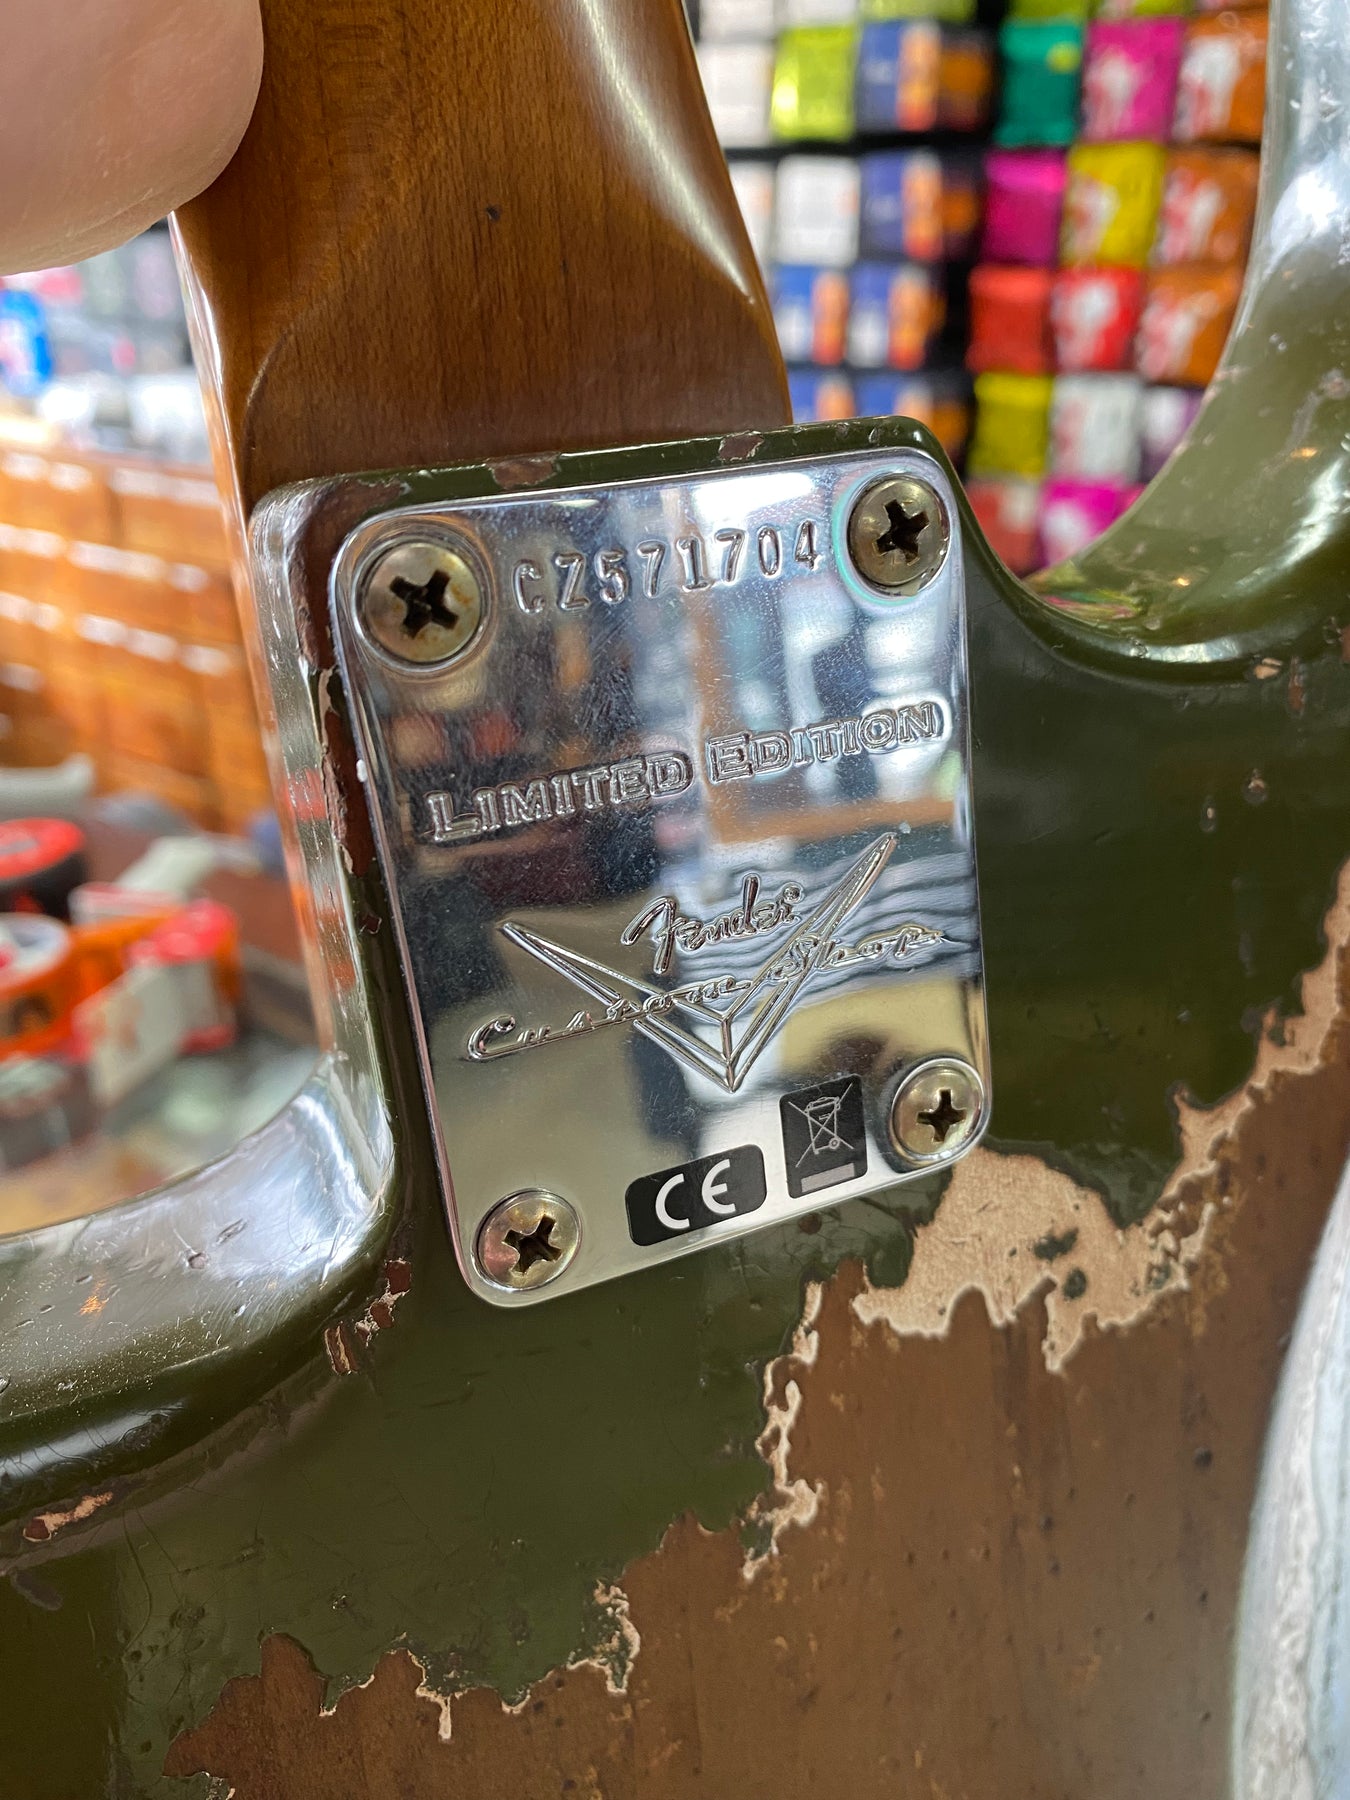 CZ571704
LIMITED EDITION
Fender®
Custom Shop
CE